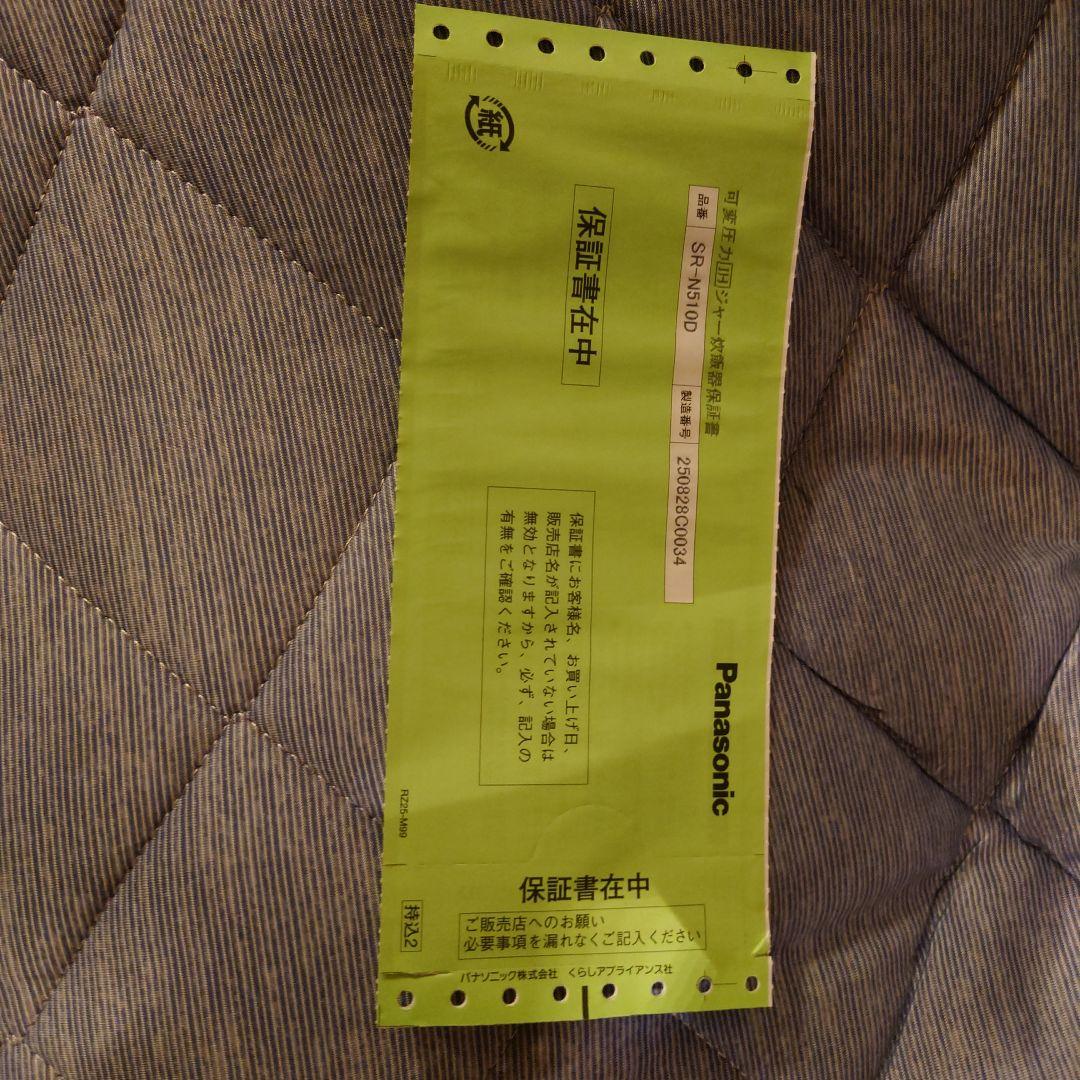 可変圧力IHジャー炊飯器保証書
品番 SR-N510D 製造番号 250828C0034
Panasonic
紙
保証書在中
保証書にお客様名、お買い上げ日、
販売店名が記入されていない場合は
無効となりますから、必ず、記入の
有無をご確認ください。
RZ25-M99
保証書在中
ご販売店へのお願い
必要事項を漏れなくご記入ください
持込2
パナソニック株式会社 くらしアプライアンス社